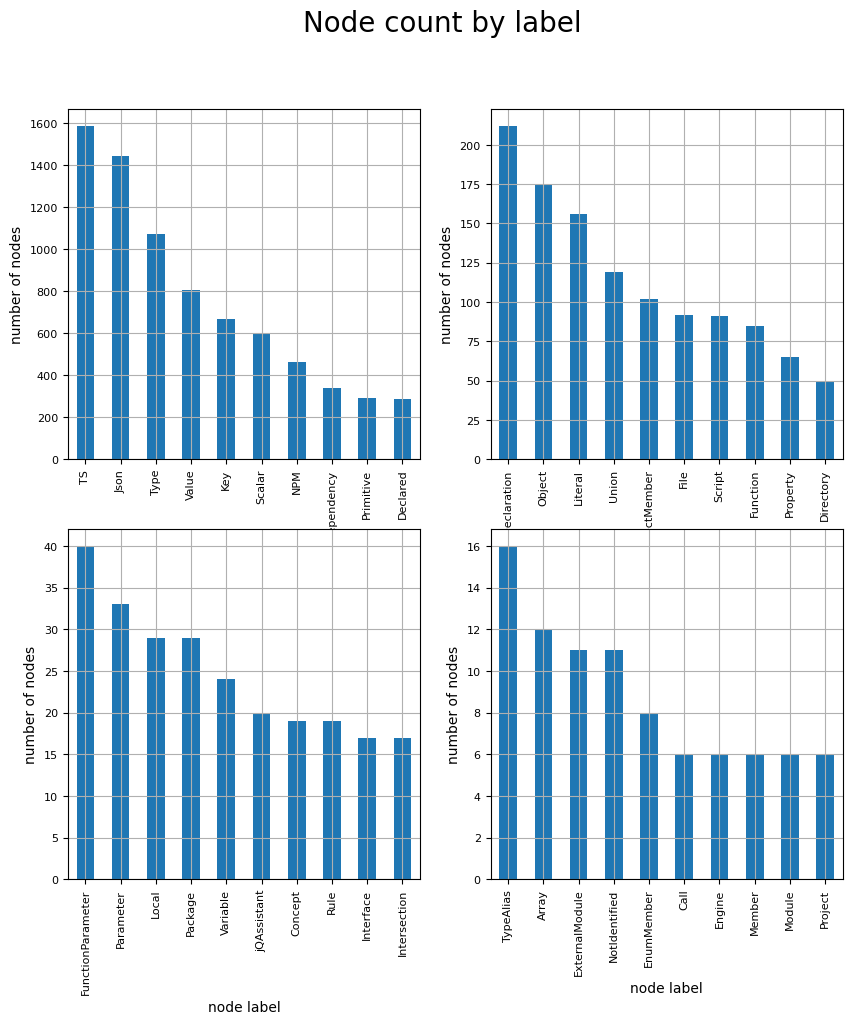 Node count by label
number of nodes
1600
1400
1200
1000
800
600
400
200
0
TS
Json
Type
Value
Key
Scalar
NPM
ependency
Primitive
Declared
number of nodes
200
175
150
125
100
75
50
25
0
eclaration
Object
Literal
Union
ctMember
File
Script
Function
Property
Directory
number of nodes
40
35
30
25
20
15
10
5
0
FunctionParameter
Parameter
Local
Package
Variable
jQAssistant
Concept
Rule
Interface
Intersection
node label
number of nodes
16
14
12
10
8
6
4
2
0
TypeAlias
Array
ExternalModule
NotIdentified
EnumMember
Call
Engine
Member
Module
Project
node label